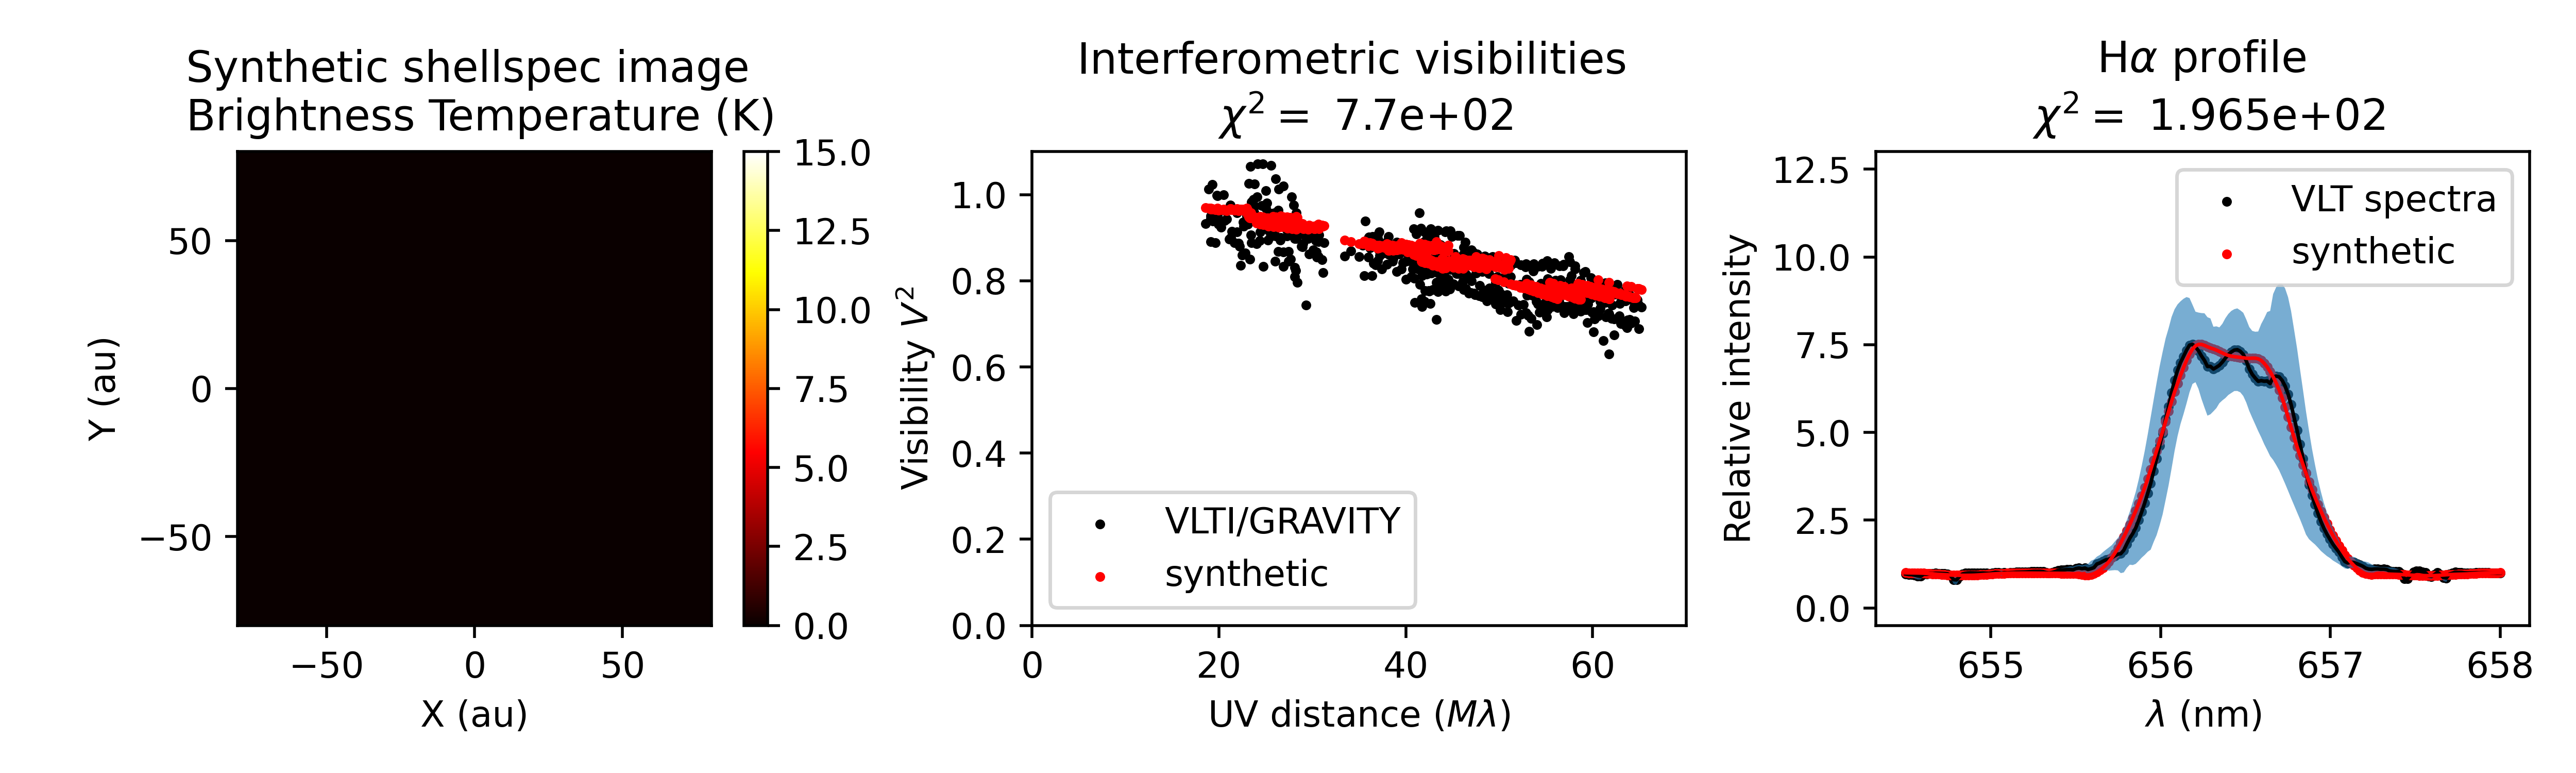 Synthetic shellspec image
Brightness Temperature (K)
50
0
−50
−50 0 50
Y (au)
X (au)
15.0
12.5
10.0
7.5
5.0
2.5
0.0
Interferometric visibilities
χ² = 7.7e+02
Visibility V²
1.0
0.8
0.6
0.4
0.2
0.0
VLTI/GRAVITY
synthetic
0 20 40 60
UV distance (Mλ)
Hα profile
χ² = 1.965e+02
Relative intensity
12.5
10.0
7.5
5.0
2.5
0.0
VLT spectra
synthetic
655 656 657 658
λ (nm)